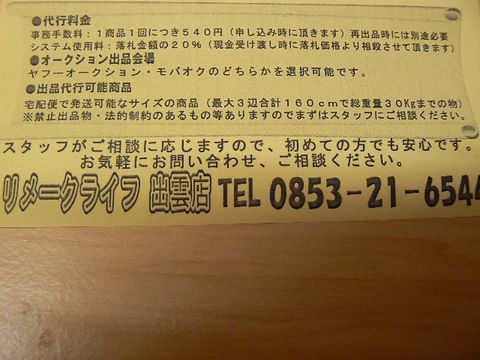 ●代行料金
事務手数料：１商品１回につき５４０円（申し込み時に頂きます）再出品時には別途必要
システム使用料：落札金額の２０％（現金受け渡し時に落札価格より相殺させて頂きます）
●オークション出品会場
ヤフーオークション・モバオクのどちらかを選択可能です。
●出品代行可能商品
宅配便で発送可能なサイズの商品（最大３辺合計１６０ｃｍで総重量３０Ｋｇまでの物）
※禁止出品物・法的制約のあるもの等ありますのでまずはスタッフにご相談ください。
スタッフがご相談に応じますので、初めての方でも安心です。
お気軽にお問い合わせ、ご相談ください。
リメークライフ 出雲店 TEL 0853-21-6544